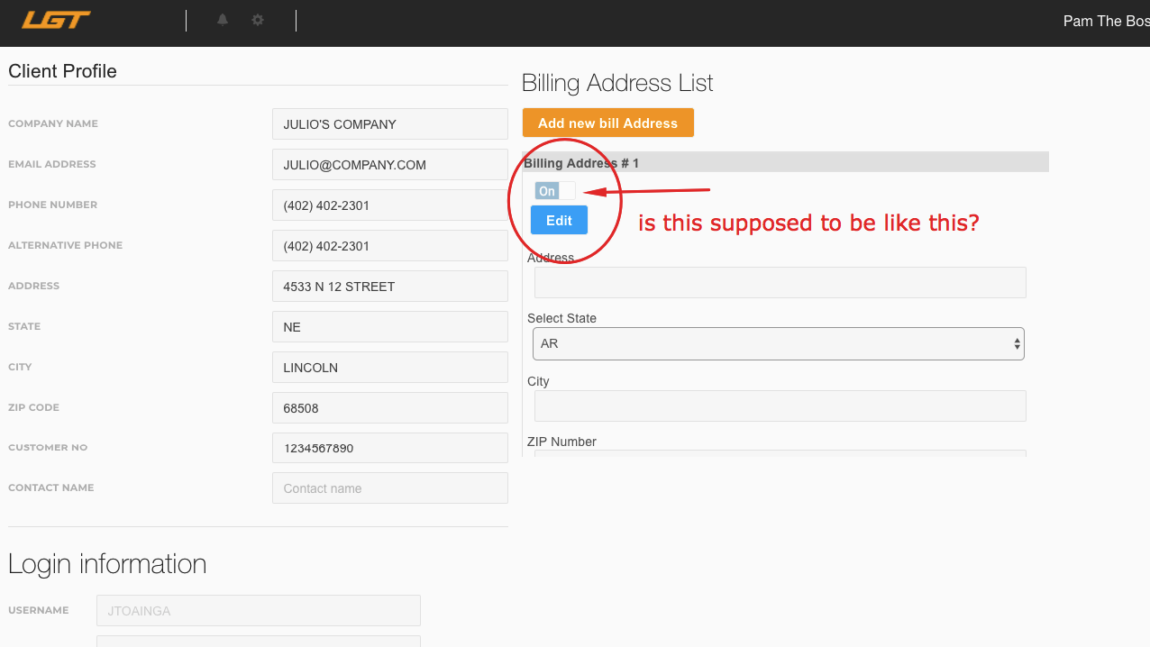 LGT
Pam The Bos
Client Profile
COMPANY NAME
JULIO'S COMPANY
EMAIL ADDRESS
JULIO@COMPANY.COM
PHONE NUMBER
(402) 402-2301
ALTERNATIVE PHONE
(402) 402-2301
ADDRESS
4533 N 12 STREET
STATE
NE
CITY
LINCOLN
ZIP CODE
68508
CUSTOMER NO
1234567890
CONTACT NAME
Contact name
Login information
USERNAME
JTOAINGA
Billing Address List
Add new bill Address
Billing Address # 1
On
Edit
is this supposed to be like this?
Address
Select State
AR
City
ZIP Number